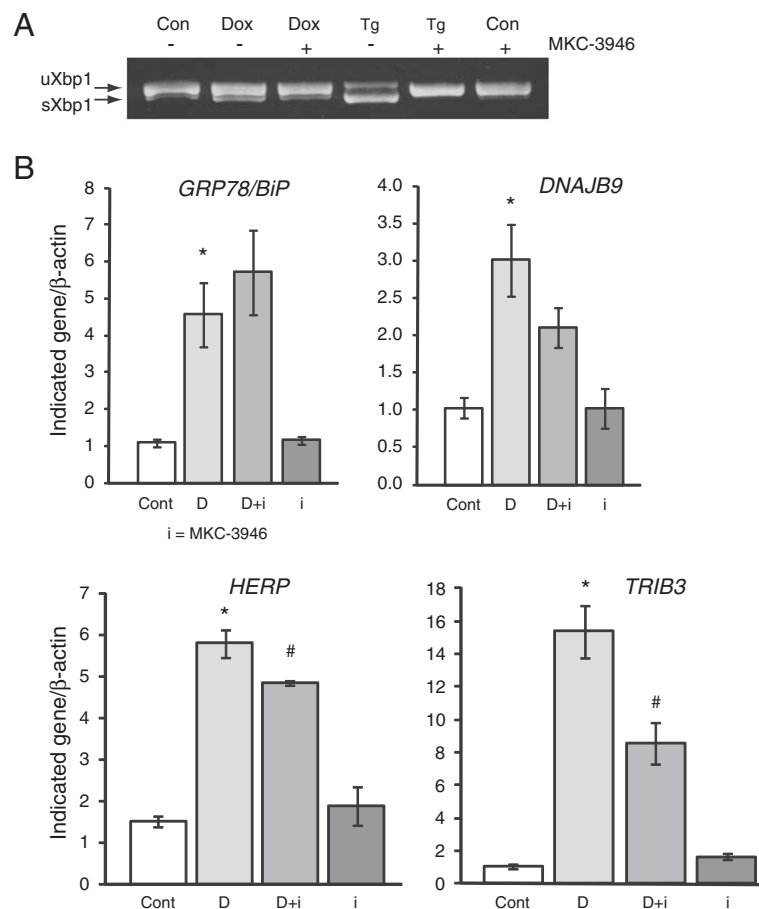 A
Con Dox Dox Tg Tg Con
- - + - + + MKC-3946
uXbp1
sXbp1
B
GRP78/BiP
Indicated gene/β-actin
8
7
6
5
4
3
2
1
0
*
Cont D D+i i
i = MKC-3946
DNAJB9
4.0
3.5
3.0
2.5
2.0
1.5
1.0
0.5
0.0
*
Cont D D+i i
HERP
Indicated gene/β-actin
7
6
5
4
3
2
1
0
*
#
Cont D D+i i
TRIB3
18
16
14
12
10
8
6
4
2
0
*
#
Cont D D+i i